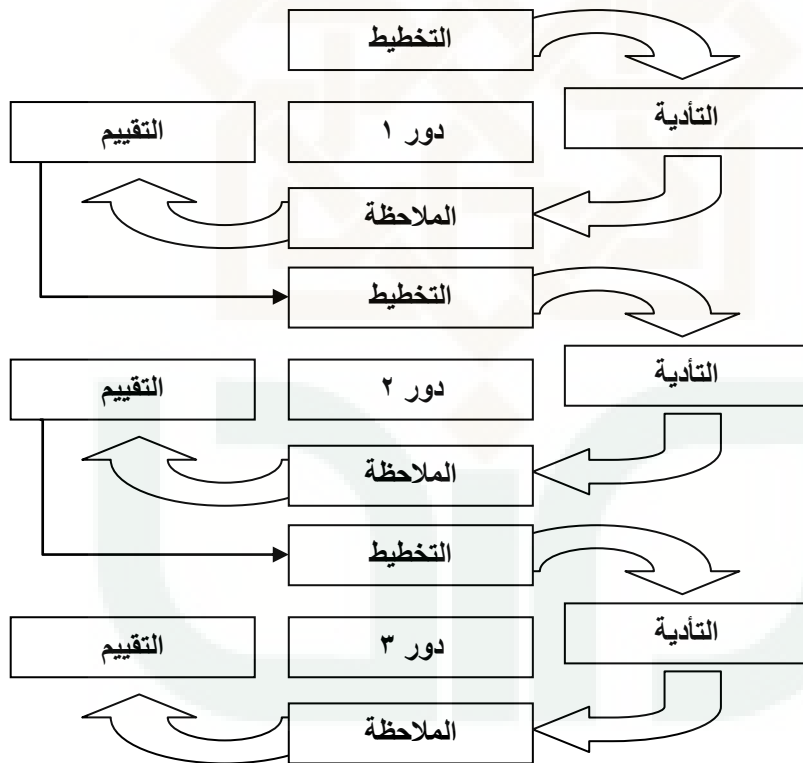 التخطيط
التأدية
دور ١
التقييم
الملاحظة
التخطيط
التأدية
دور ٢
التقييم
الملاحظة
التخطيط
التأدية
دور ٣
التقييم
الملاحظة